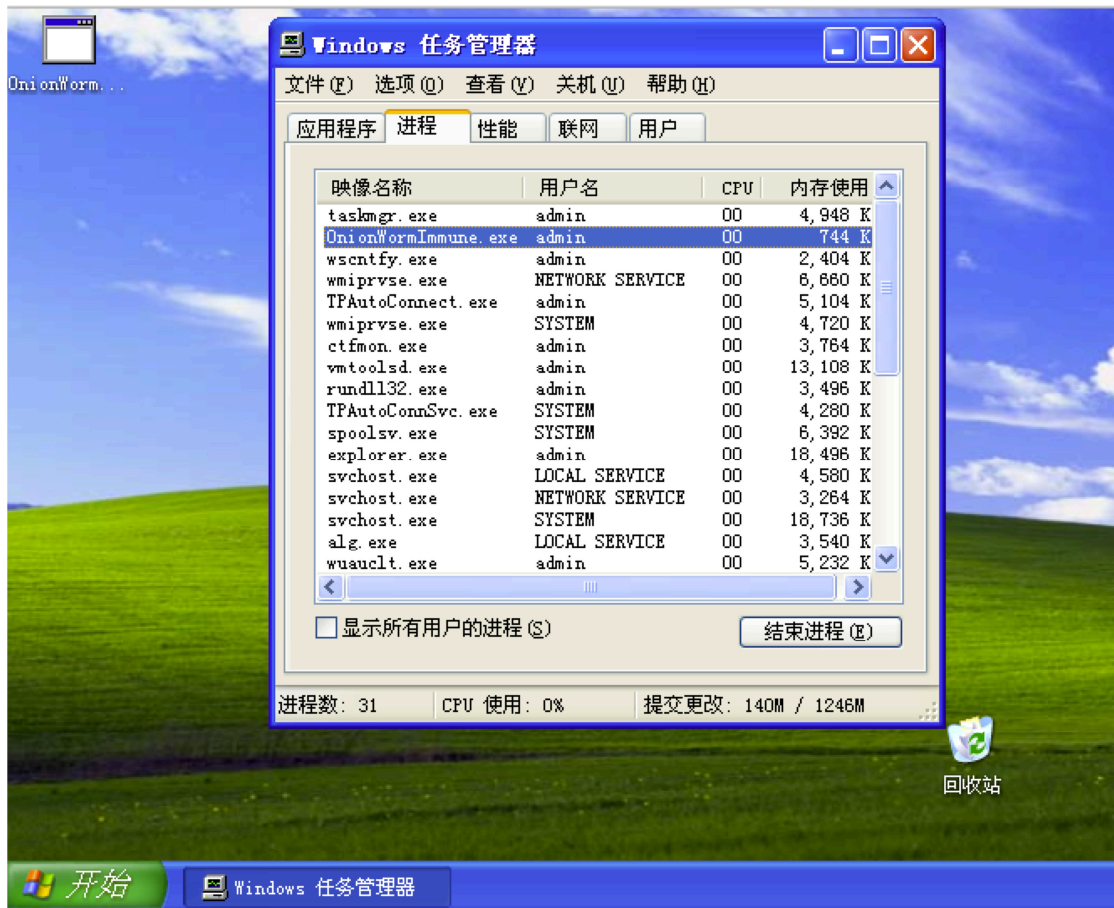 OnionWorm...
Windows 任务管理器
文件(F) 选项(O) 查看(V) 关机(U) 帮助(H)
应用程序 进程 性能 联网 用户
映像名称 用户名 CPU 内存使用
taskmgr.exe admin 00 4,948 K
OnionWormImmune.exe admin 00 744 K
wscntfy.exe admin 00 2,404 K
wmiprvse.exe NETWORK SERVICE 00 6,660 K
TPAutoConnect.exe admin 00 5,104 K
wmiprvse.exe SYSTEM 00 4,720 K
ctfmon.exe admin 00 3,764 K
vmtoolsd.exe admin 00 13,108 K
rundll32.exe admin 00 3,496 K
TPAutoConnSvc.exe SYSTEM 00 4,280 K
spoolsv.exe SYSTEM 00 6,392 K
explorer.exe admin 00 18,496 K
svchost.exe LOCAL SERVICE 00 4,580 K
svchost.exe NETWORK SERVICE 00 3,264 K
svchost.exe SYSTEM 00 18,736 K
alg.exe LOCAL SERVICE 00 3,540 K
wuauclt.exe admin 00 5,232 K
显示所有用户的进程(S)
结束进程(E)
进程数: 31 CPU 使用: 0% 提交更改: 140M / 1246M
回收站
开始 Windows 任务管理器